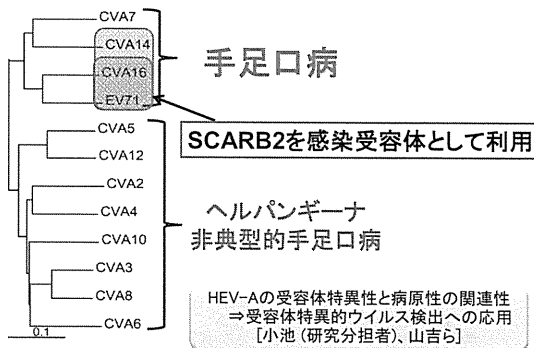 CVA7
CVA14
CVA16
EV71
手足口病
SCARB2を感染受容体として利用
CVA5
CVA12
CVA2
CVA4
CVA10
CVA3
CVA8
CVA6
ヘルパンギーナ
非典型的手足口病
0.1
HEV-Aの受容体特異性と病原性の関連性
⇒受容体特異的ウイルス検出への応用
[小池（研究分担者）、山吉ら]